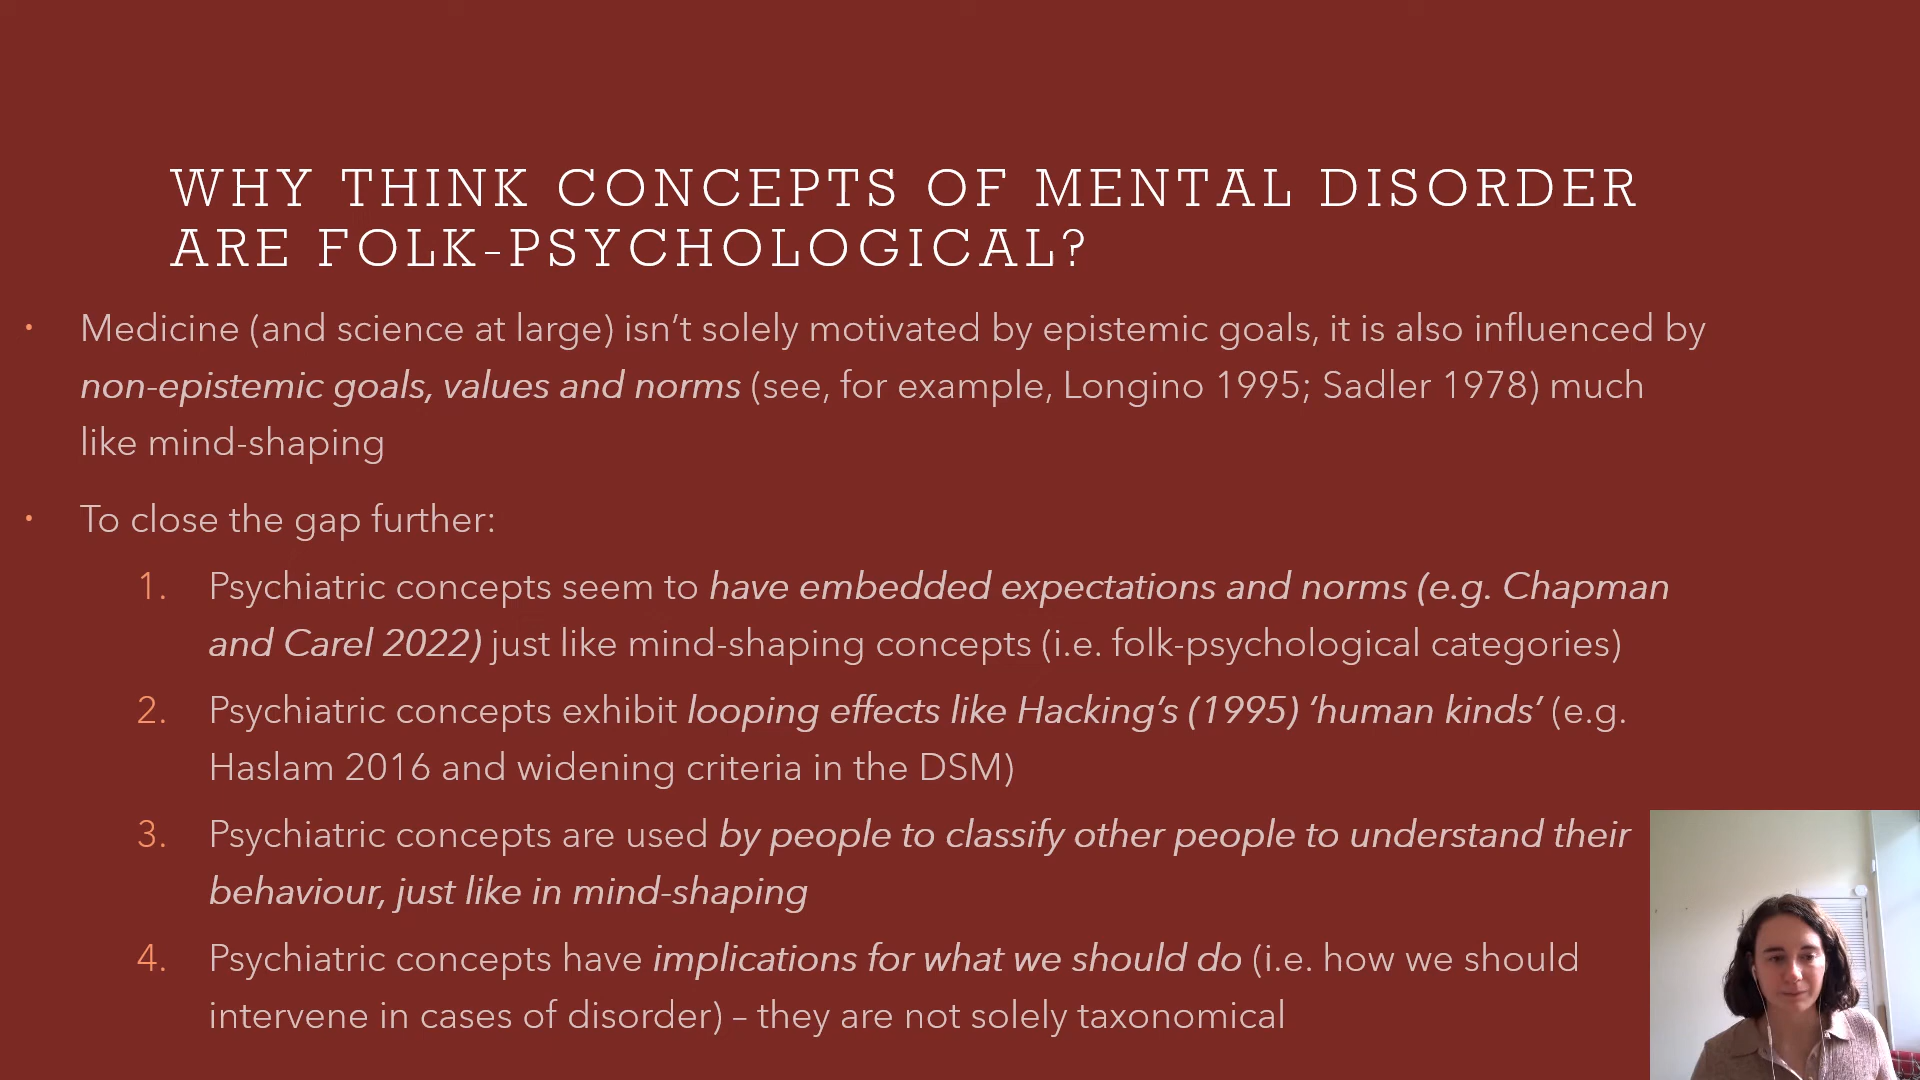 WHY THINK CONCEPTS OF MENTAL DISORDER
ARE FOLK-PSYCHOLOGICAL?
• Medicine (and science at large) isn’t solely motivated by epistemic goals, it is also influenced by
non-epistemic goals, values and norms (see, for example, Longino 1995; Sadler 1978) much
like mind-shaping
• To close the gap further:
1. Psychiatric concepts seem to have embedded expectations and norms (e.g. Chapman
and Carel 2022) just like mind-shaping concepts (i.e. folk-psychological categories)
2. Psychiatric concepts exhibit looping effects like Hacking’s (1995) ‘human kinds’ (e.g.
Haslam 2016 and widening criteria in the DSM)
3. Psychiatric concepts are used by people to classify other people to understand their
behaviour, just like in mind-shaping
4. Psychiatric concepts have implications for what we should do (i.e. how we should
intervene in cases of disorder) – they are not solely taxonomical